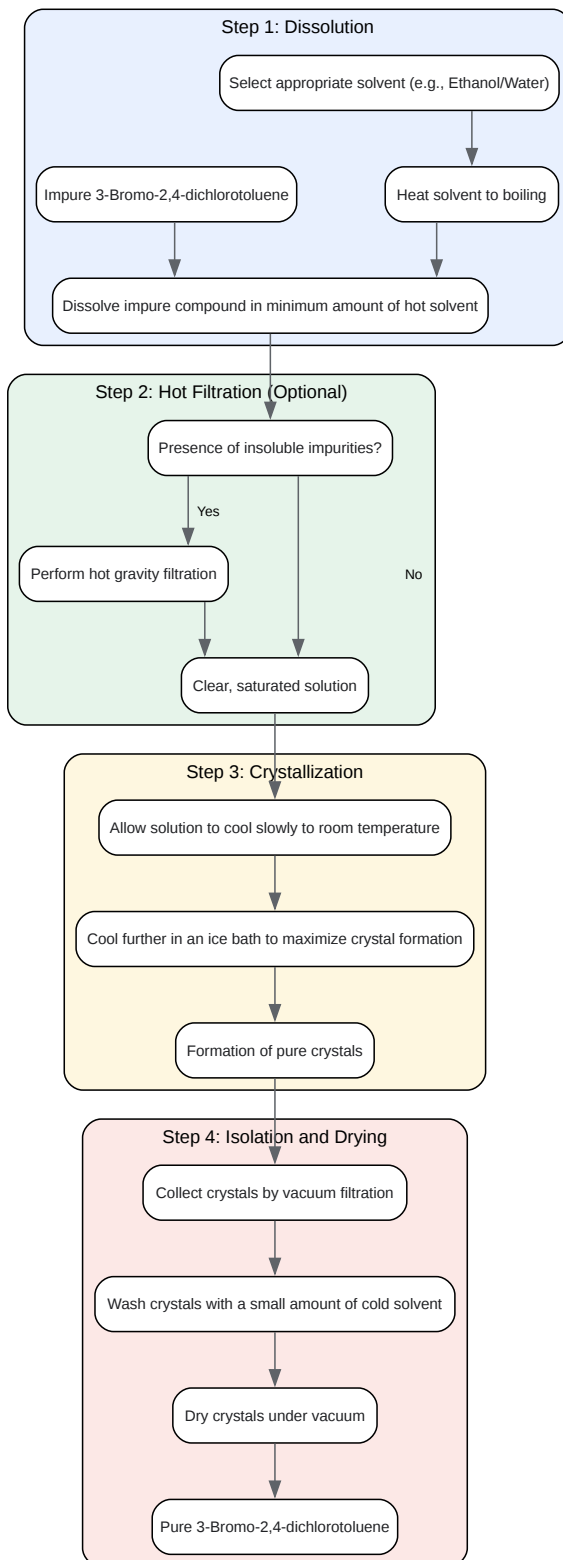 Step 1: Dissolution
Select appropriate solvent (e.g., Ethanol/Water)
Impure 3-Bromo-2,4-dichlorotoluene
Heat solvent to boiling
Dissolve impure compound in minimum amount of hot solvent
Step 2: Hot Filtration (Optional)
Presence of insoluble impurities?
Yes
Perform hot gravity filtration
No
Clear, saturated solution
Step 3: Crystallization
Allow solution to cool slowly to room temperature
Cool further in an ice bath to maximize crystal formation
Formation of pure crystals
Step 4: Isolation and Drying
Collect crystals by vacuum filtration
Wash crystals with a small amount of cold solvent
Dry crystals under vacuum
Pure 3-Bromo-2,4-dichlorotoluene